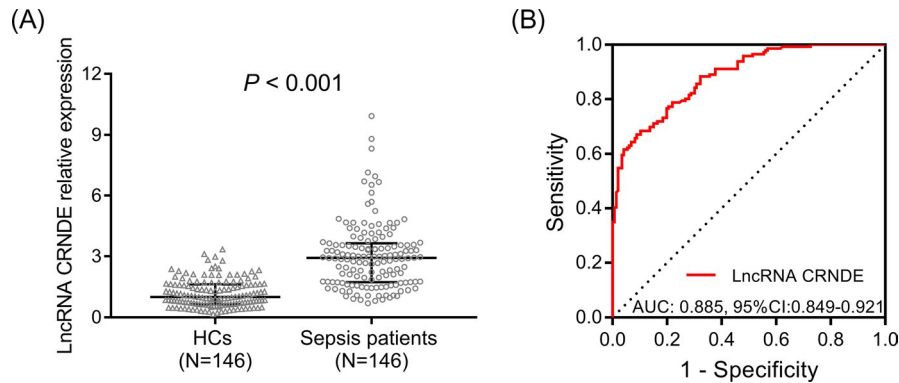 (A)
P < 0.001
LncRNA CRNDE relative expression
12
9
6
3
0
HCs
(N=146)
Sepsis patients
(N=146)
(B)
Sensitivity
1.0
0.8
0.6
0.4
0.2
0.0
LncRNA CRNDE
AUC: 0.885, 95%CI:0.849-0.921
0.0 0.2 0.4 0.6 0.8 1.0
1 - Specificity